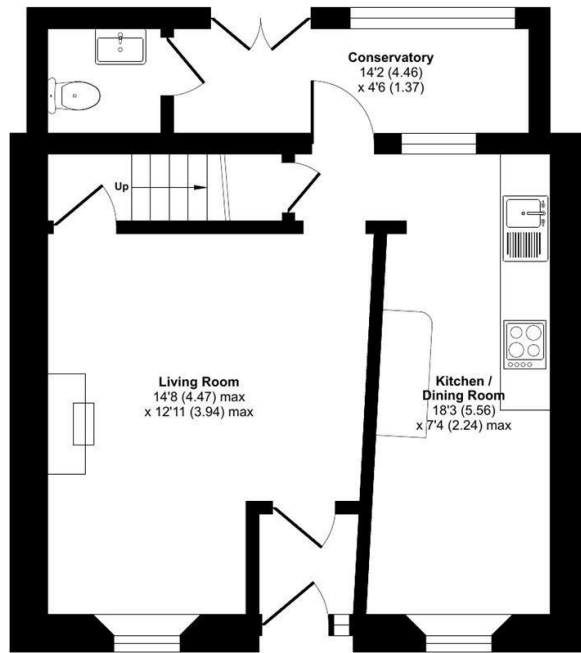 Conservatory
14'2 (4.46)
x 4'6 (1.37)
Up
Living Room
14'8 (4.47) max
x 12'11 (3.94) max
Kitchen /
Dining Room
18'3 (5.56)
x 7'4 (2.24) max